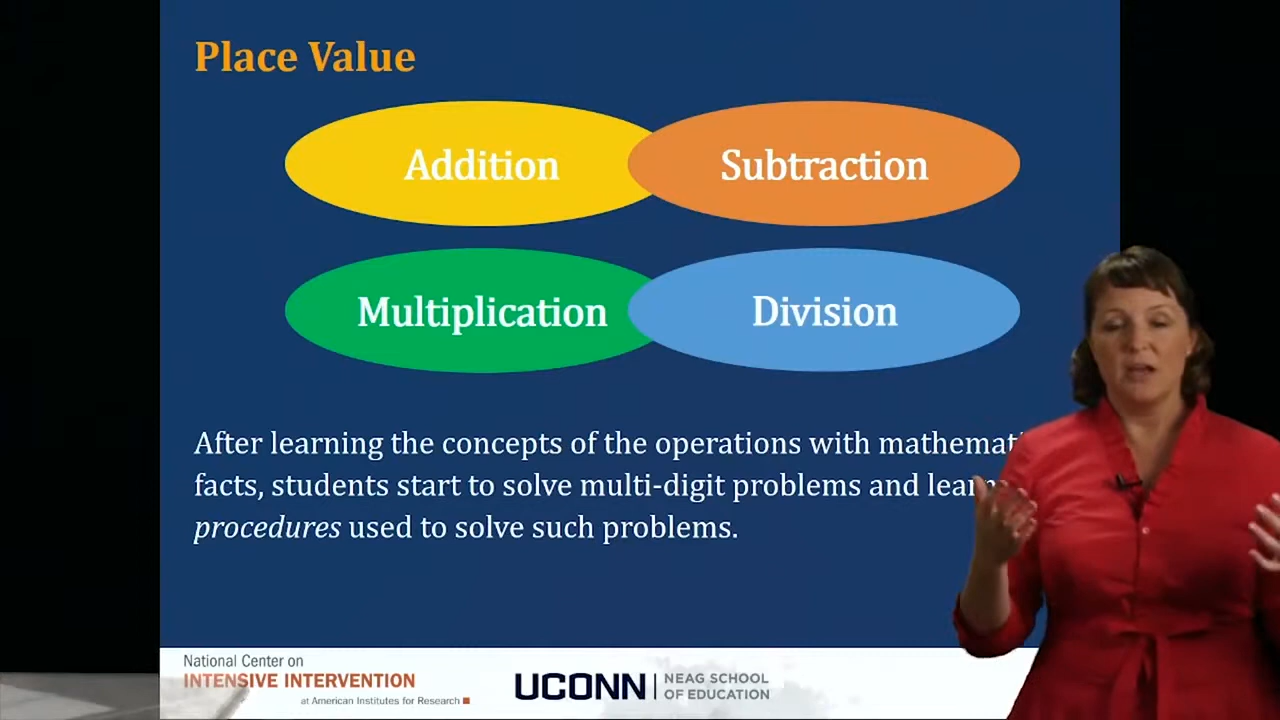 Place Value
Addition
Subtraction
Multiplication
Division
After learning the concepts of the operations with
facts, students start to solve multi-digit problems and
procedures used to solve such problems.
National Center on
INTENSIVE INTERVENTION
at American Institutes for Research
UCONN
NEAG SCHOOL
OF EDUCATION